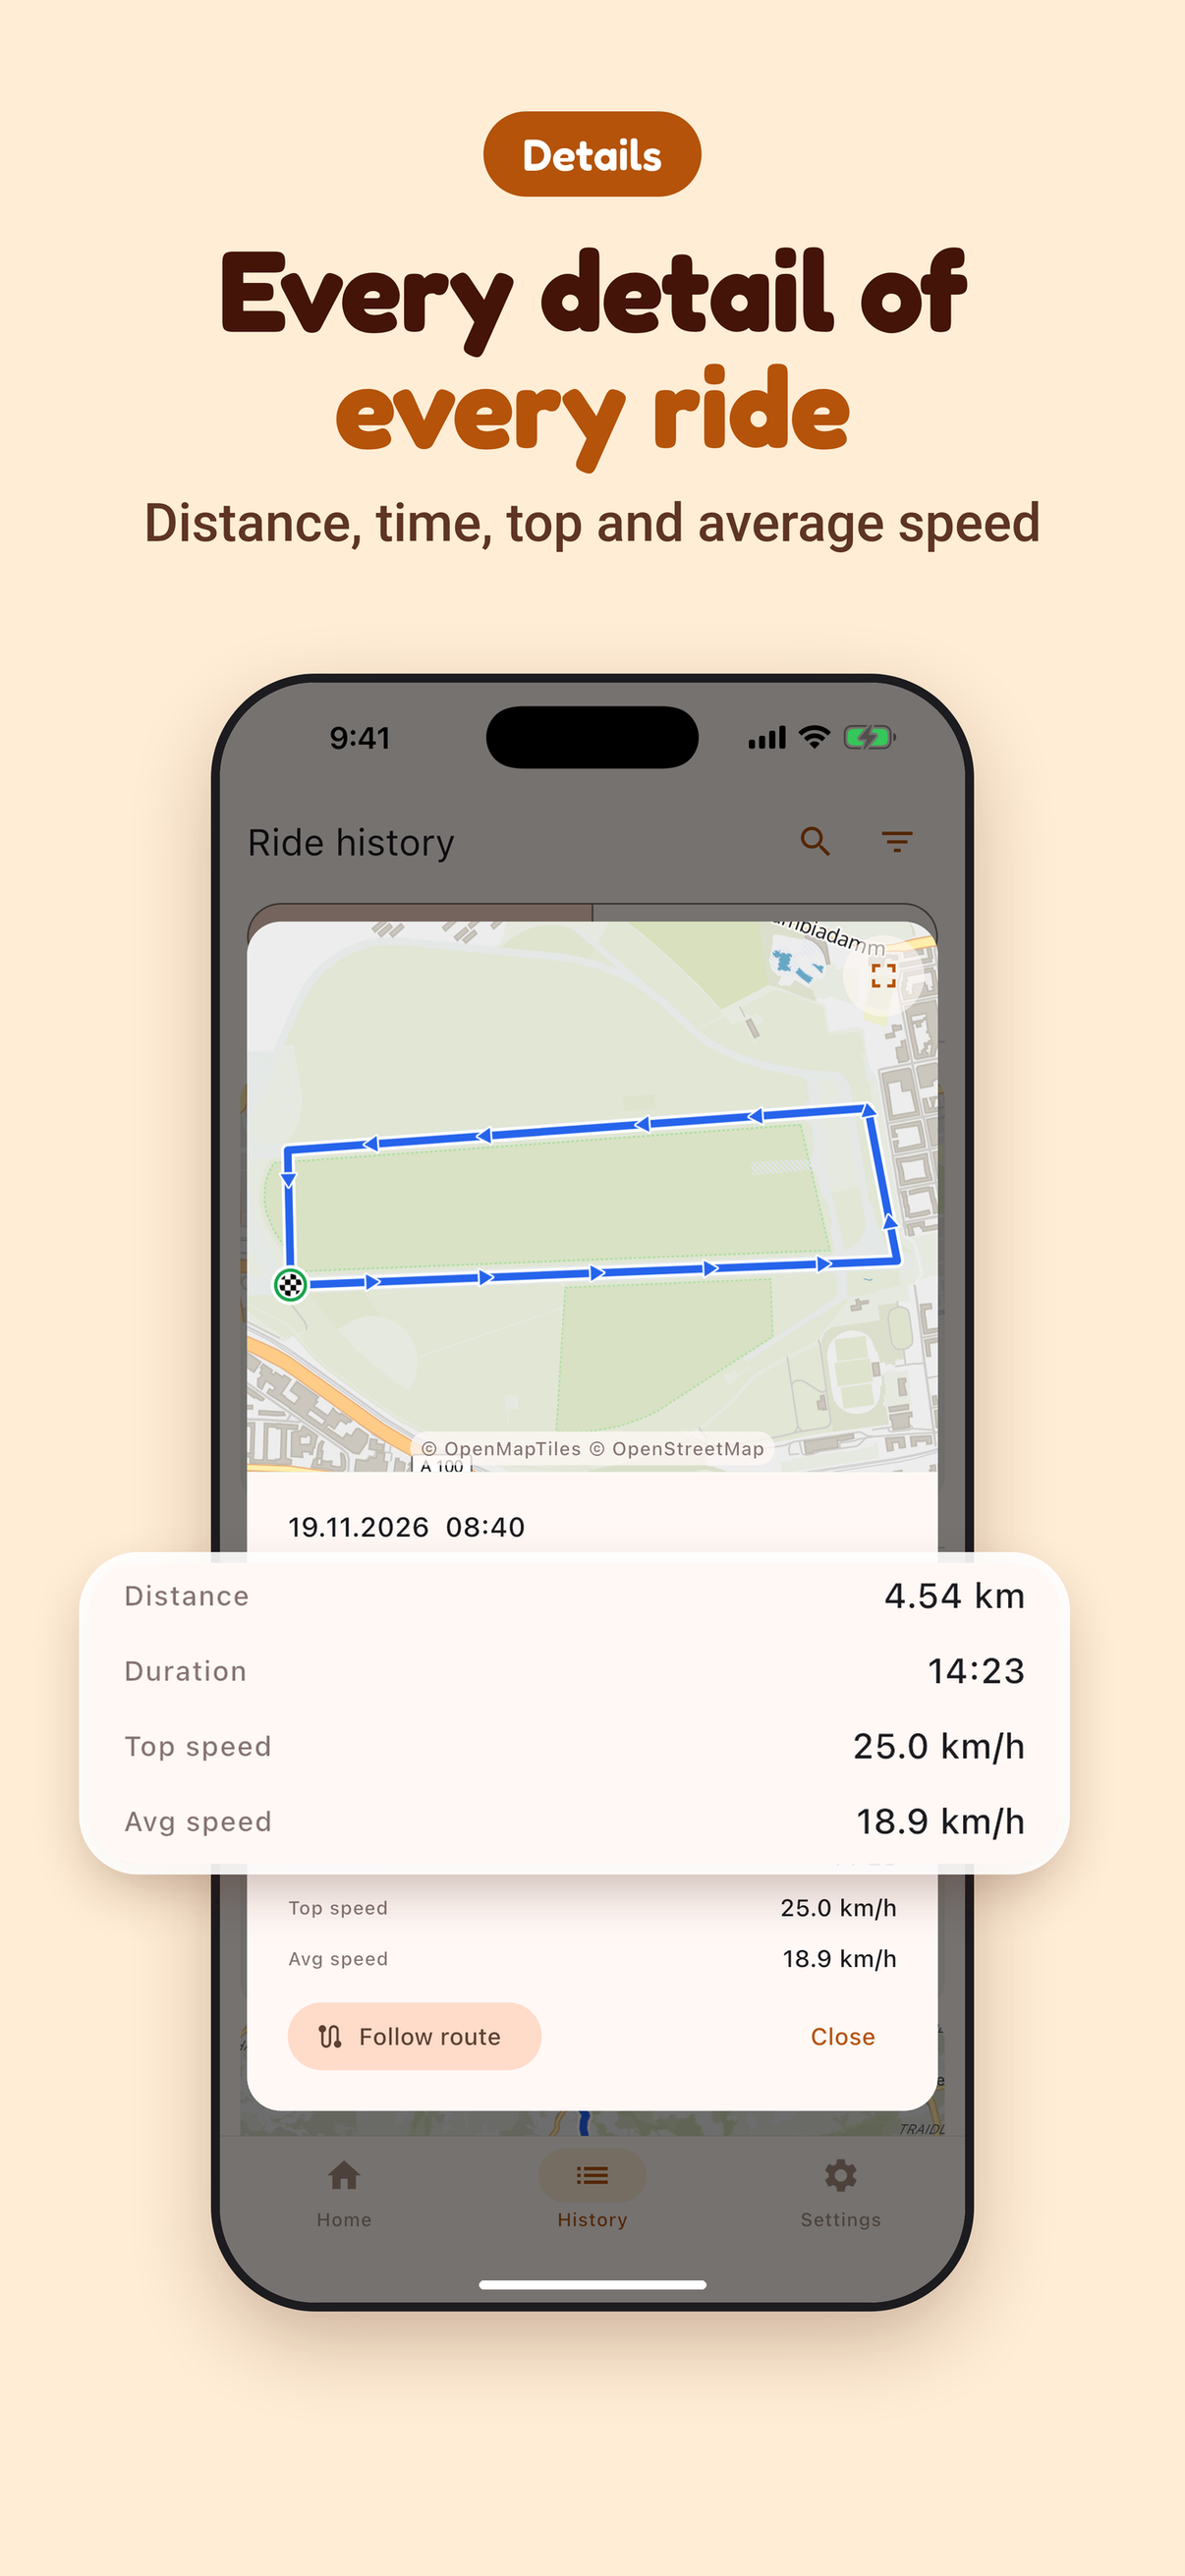 Details
Every detail of
every ride
Distance, time, top and average speed
9:41
Ride history
© OpenMapTiles © OpenStreetMap
A 100
19.11.2026 08:40
Distance 4.54 km
Duration 14:23
Top speed 25.0 km/h
Avg speed 18.9 km/h
Top speed 25.0 km/h
Avg speed 18.9 km/h
Follow route Close
Home History Settings